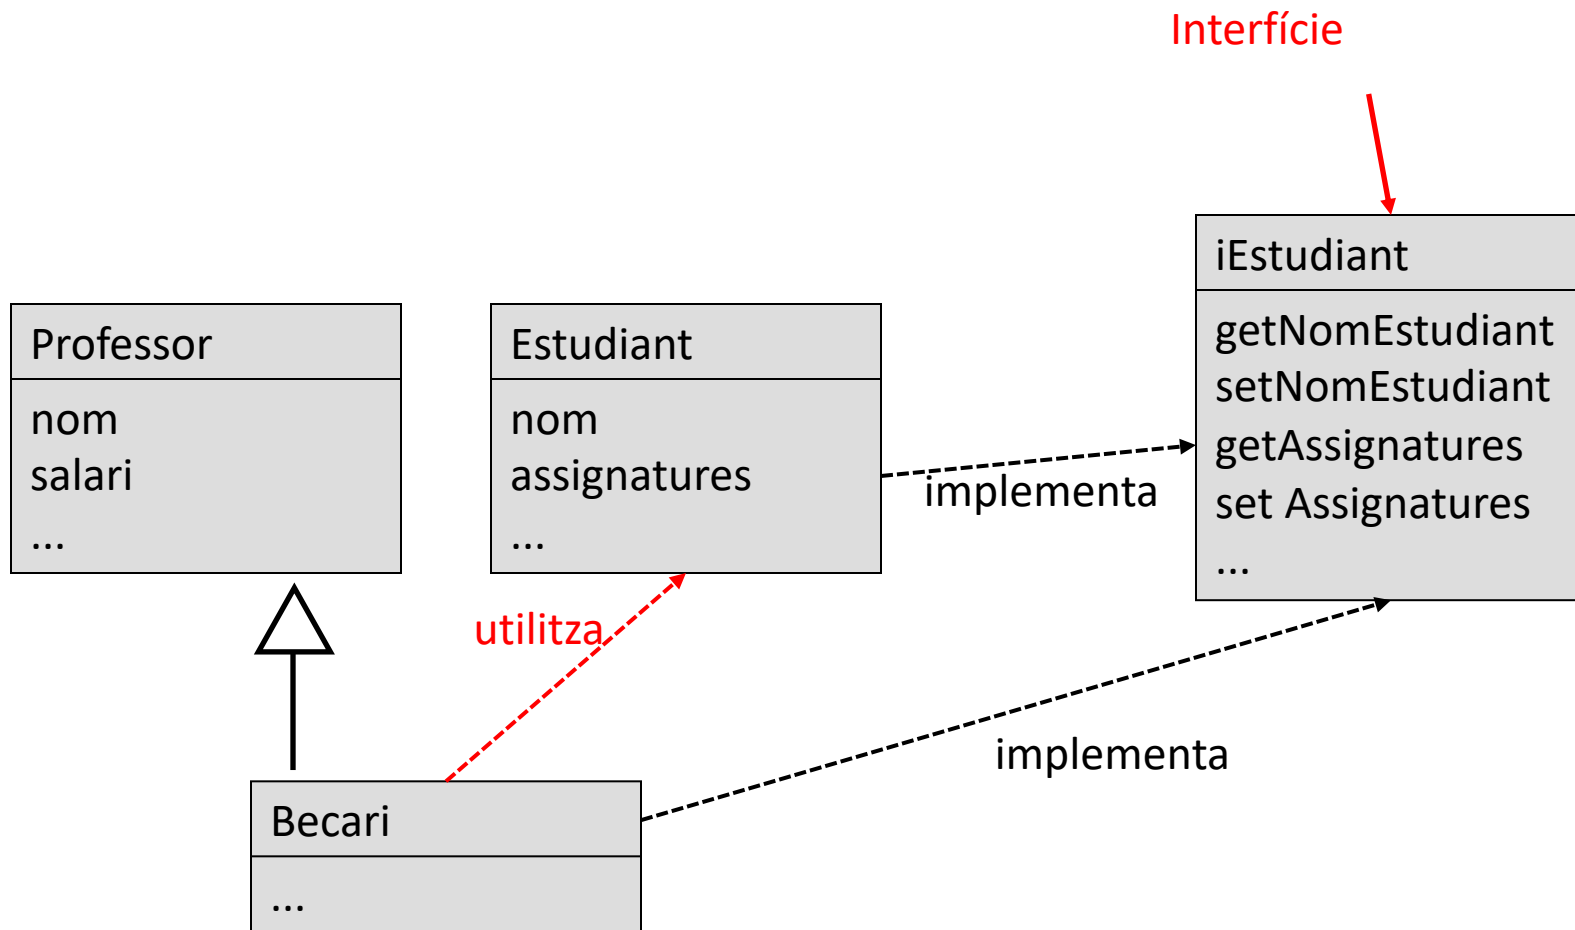 Interfície
iEstudiant
getNomEstudiant
setNomEstudiant
getAssignatures
set Assignatures
...
Professor
nom
salari
...
Estudiant
nom
assignatures
...
implementa
utilitza
implementa
Becari
...